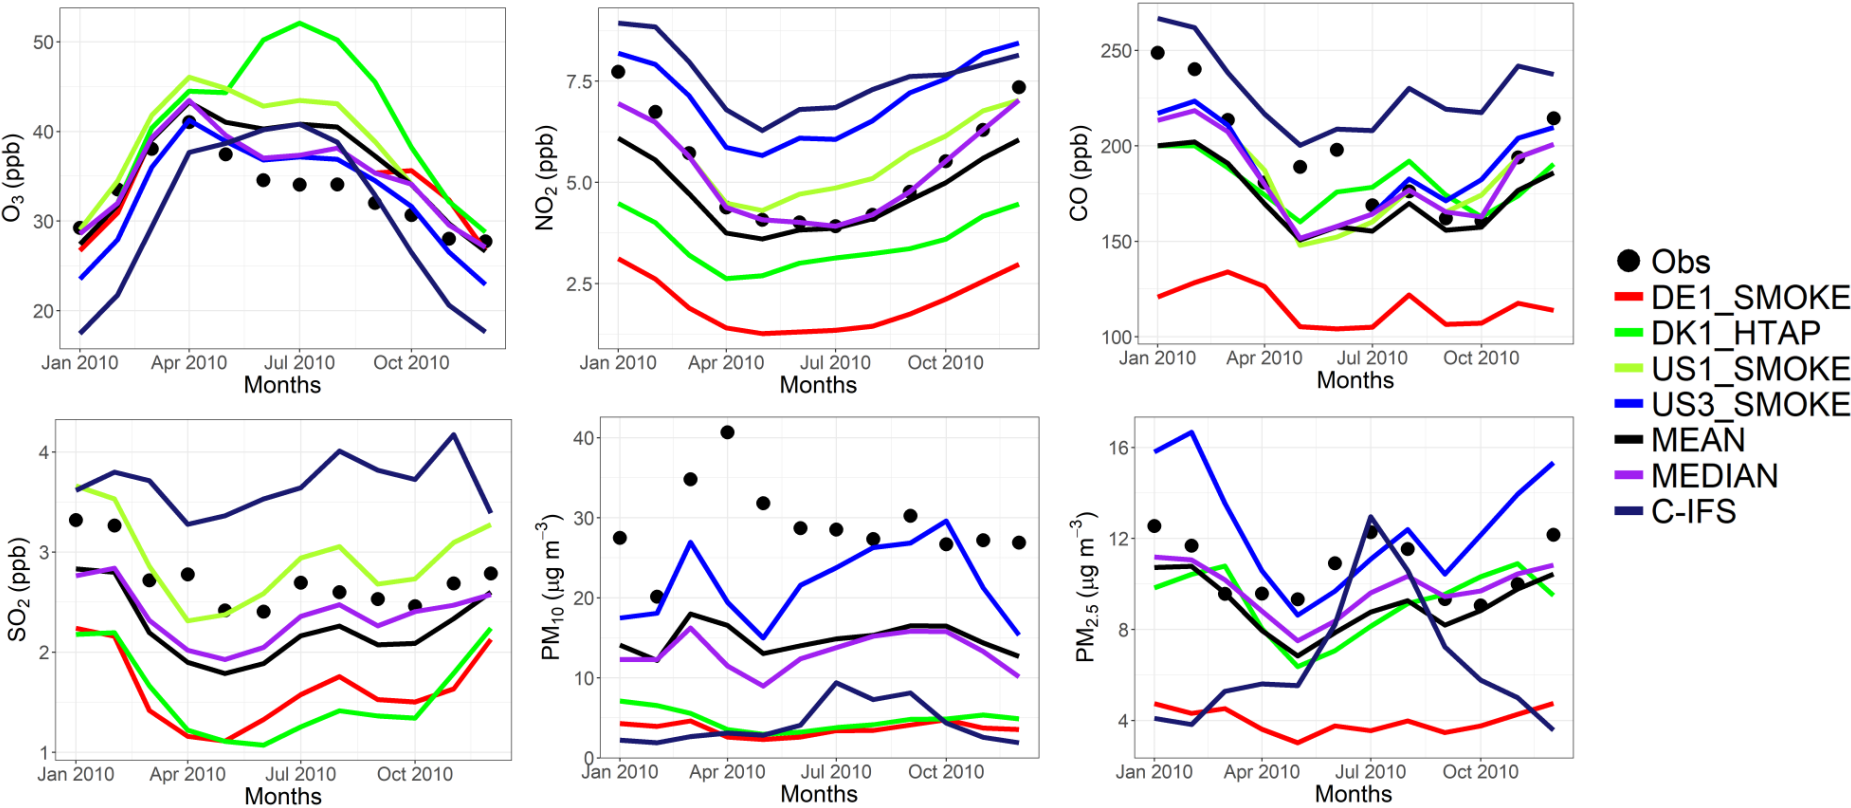 O₃ (ppb)
50
40
30
20
Jan 2010 Apr 2010 Jul 2010 Oct 2010
Months
NO₂ (ppb)
7.5
5.0
2.5
Jan 2010 Apr 2010 Jul 2010 Oct 2010
Months
CO (ppb)
250
200
150
100
Jan 2010 Apr 2010 Jul 2010 Oct 2010
Months
SO₂ (ppb)
4
3
2
1
Jan 2010 Apr 2010 Jul 2010 Oct 2010
Months
PM₁₀ (μg m⁻³)
40
30
20
10
0
Jan 2010 Apr 2010 Jul 2010 Oct 2010
Months
PM₂.₅ (μg m⁻³)
16
12
8
4
Jan 2010 Apr 2010 Jul 2010 Oct 2010
Months
Obs
DE1_SMOKE
DK1_HTAP
US1_SMOKE
US3_SMOKE
MEAN
MEDIAN
C-IFS